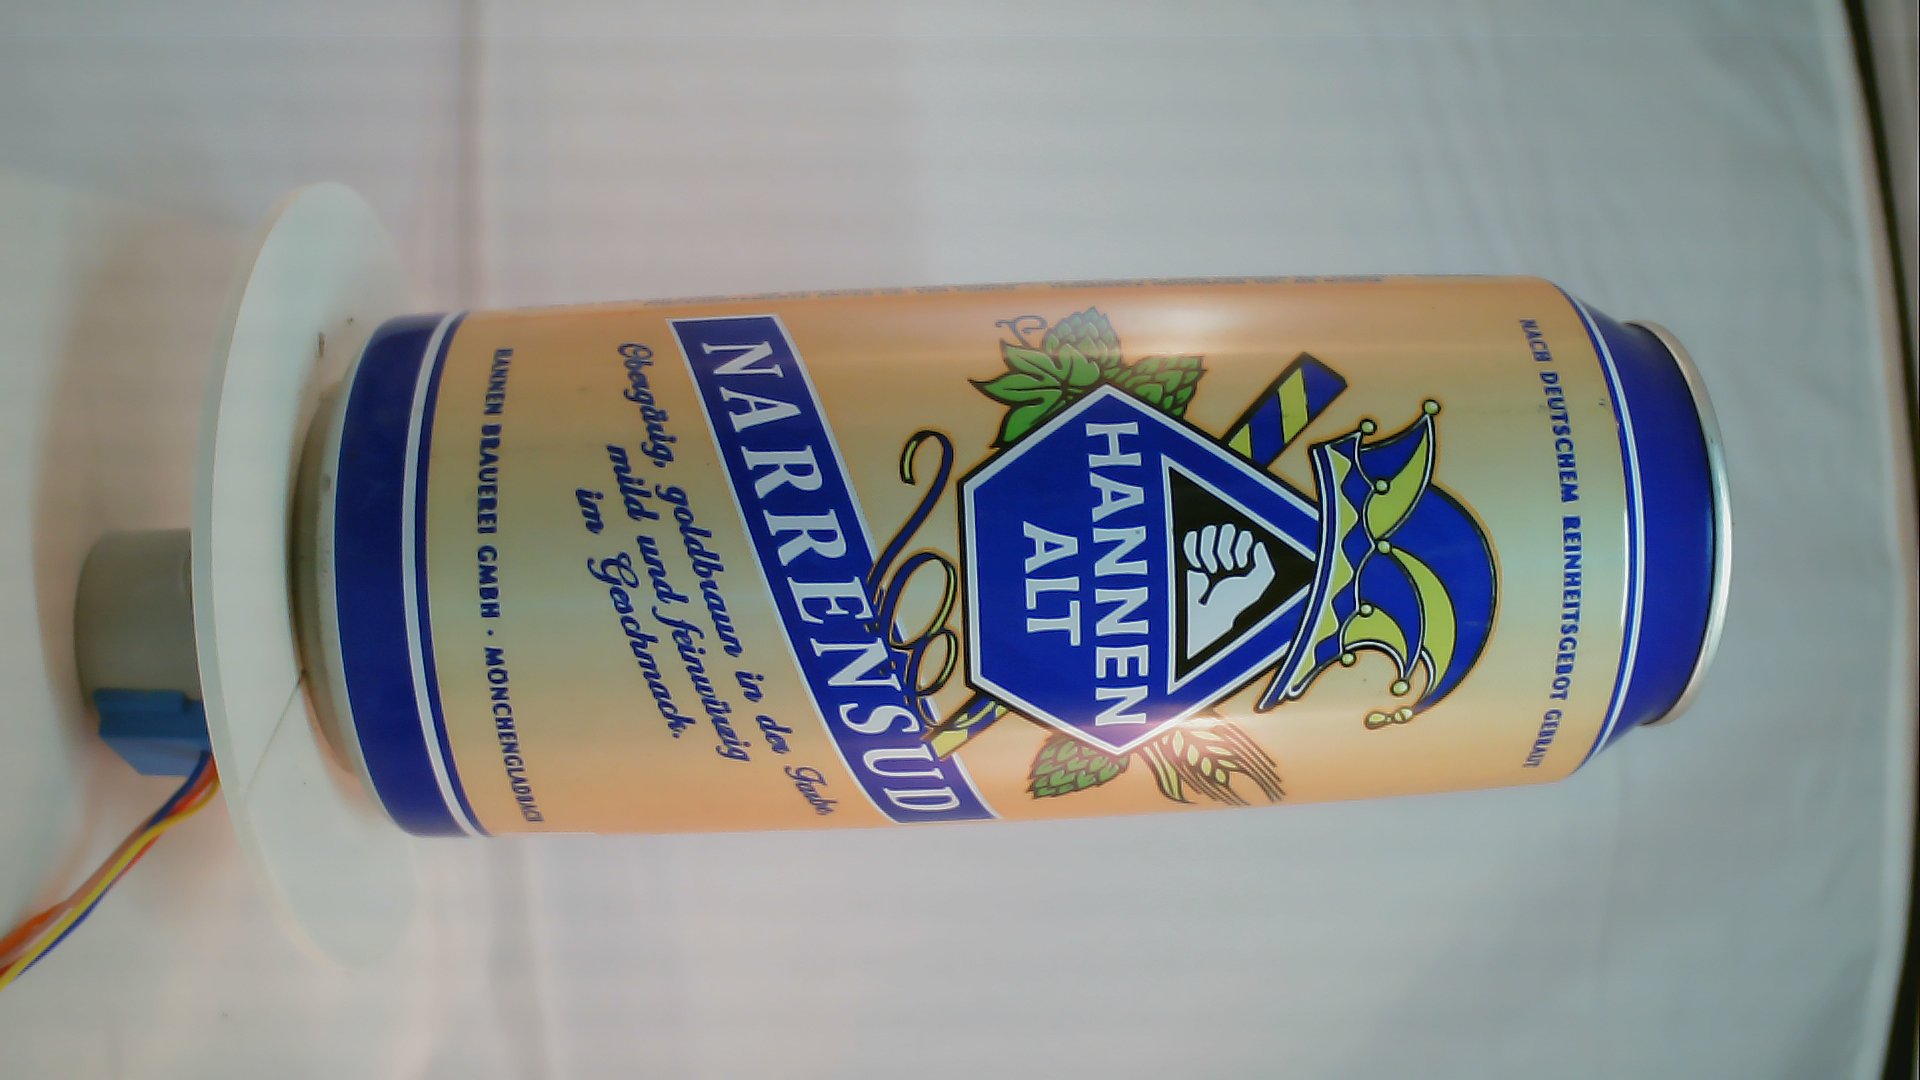 NACH DEUTSCHEM REINHEITSGEBOT GEBRAUT
HANNEN
ALT
NARRENSUD
Obergärig, goldbraun in der Farbe
mild und feinwürzig
im Geschmack.
HANNEN BRAUEREI GMBH · MÖNCHENGLADBACH